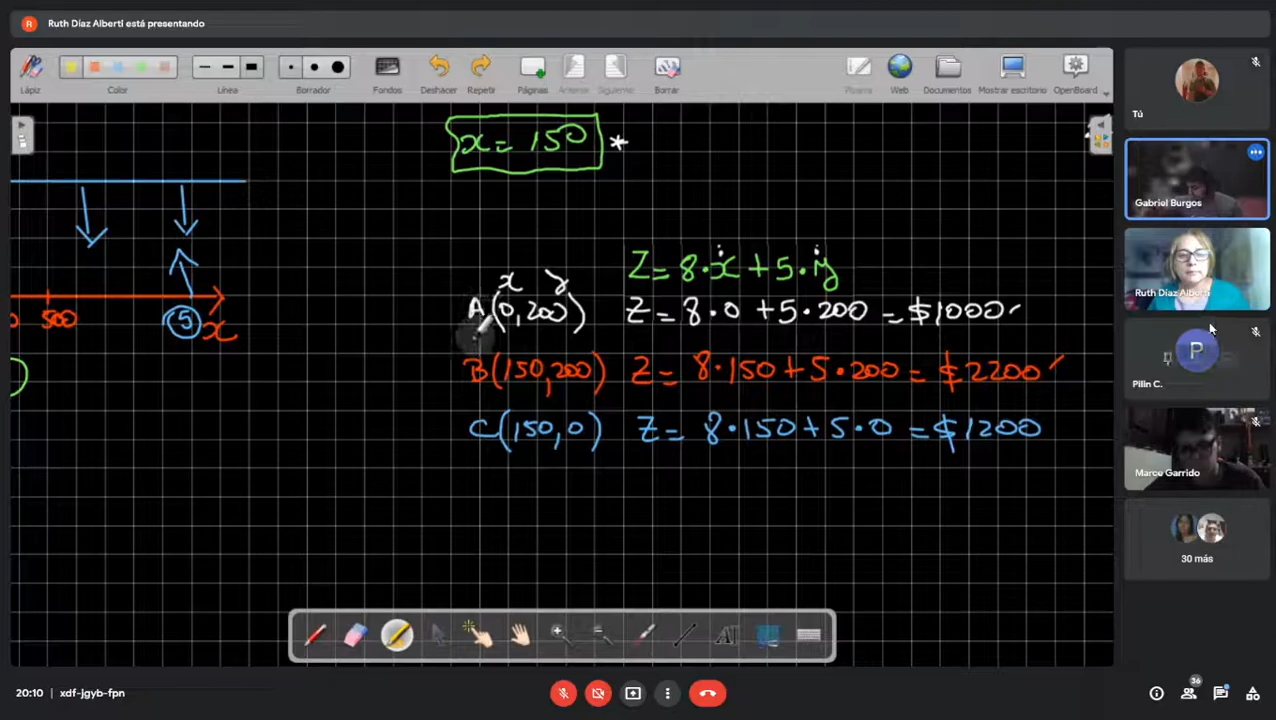 R Ruth Díaz Alberti está presentando
Lápiz Color Línea Borrador Fondos Deshacer Repetir Páginas Anterior Siguiente Borrar Pizarra Web Documentos Mostrar escritorio OpenBoard
x = 150 *
Z = 8·x + 5·y
x y
A(0,200) Z = 8·0 + 5·200 = $1000
B(150,200) Z = 8·150 + 5·200 = $2200
C(150,0) Z = 8·150 + 5·0 = $1200
500
5 x
Tú
Gabriel Burgos
Ruth Díaz Alberti
P
Pilin C.
Marce Garrido
30 más
20:10 | xdf-jgyb-fpn
36